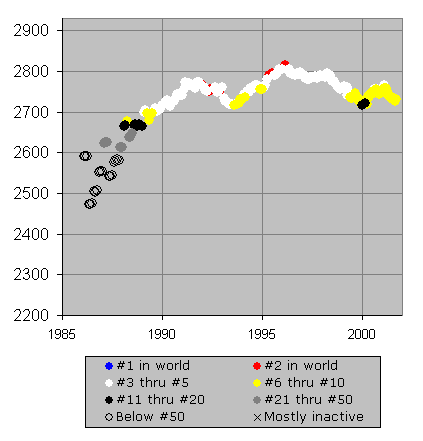 2900
2800
2700
2600
2500
2400
2300
2200
1985 1990 1995 2000
#1 in world #2 in world
#3 thru #5 #6 thru #10
#11 thru #20 #21 thru #50
Below #50 Mostly inactive